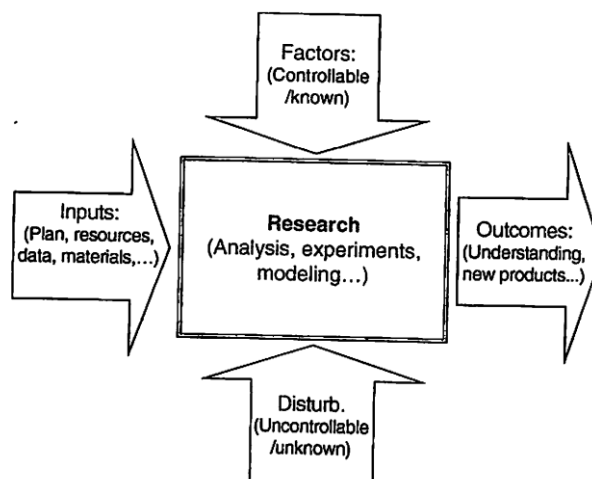 Factors:
(Controllable
/known)
Inputs:
(Plan, resources,
data, materials,...)
Research
(Analysis, experiments,
modeling...)
Outcomes:
(Understanding,
new products...)
Disturb.
(Uncontrollable
/unknown)